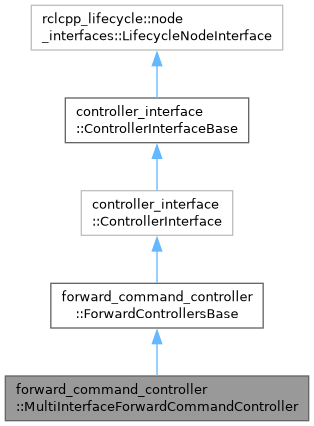 rclcpp_lifecycle::node
_interfaces::LifecycleNodeInterface
controller_interface
::ControllerInterfaceBase
controller_interface
::ControllerInterface
forward_command_controller
::ForwardControllersBase
forward_command_controller
::MultiInterfaceForwardCommandController